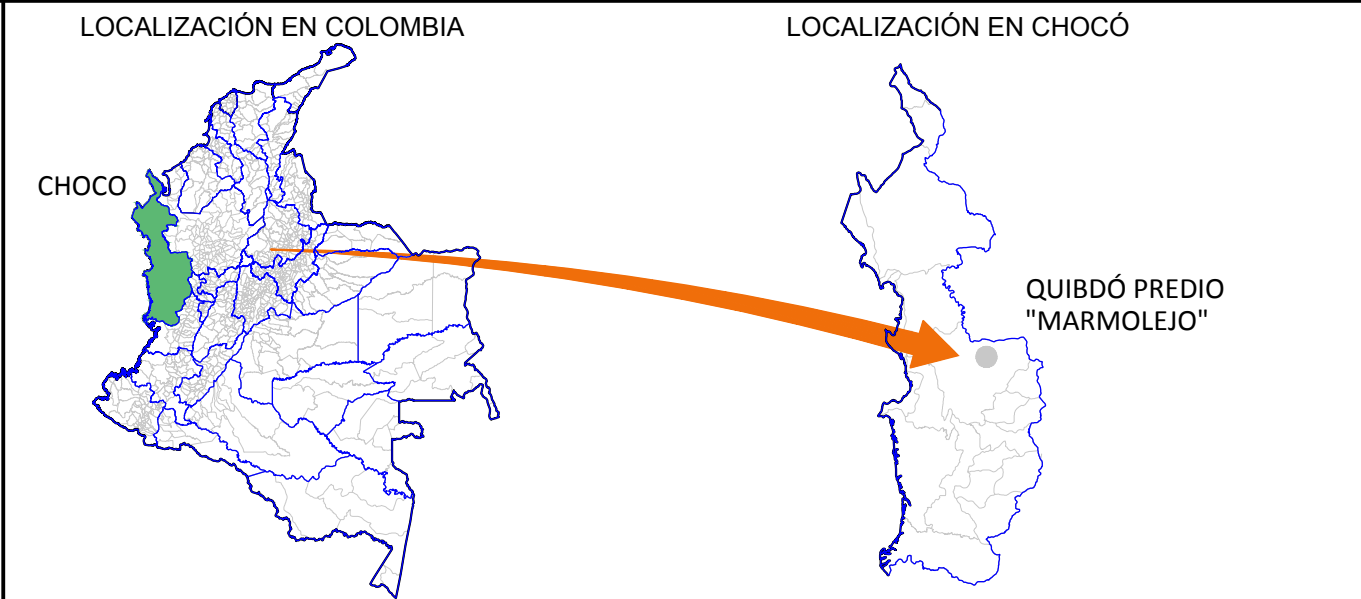 LOCALIZACIÓN EN COLOMBIA
LOCALIZACIÓN EN CHOCÓ
CHOCO
QUIBDÓ PREDIO
"MARMOLEJO"